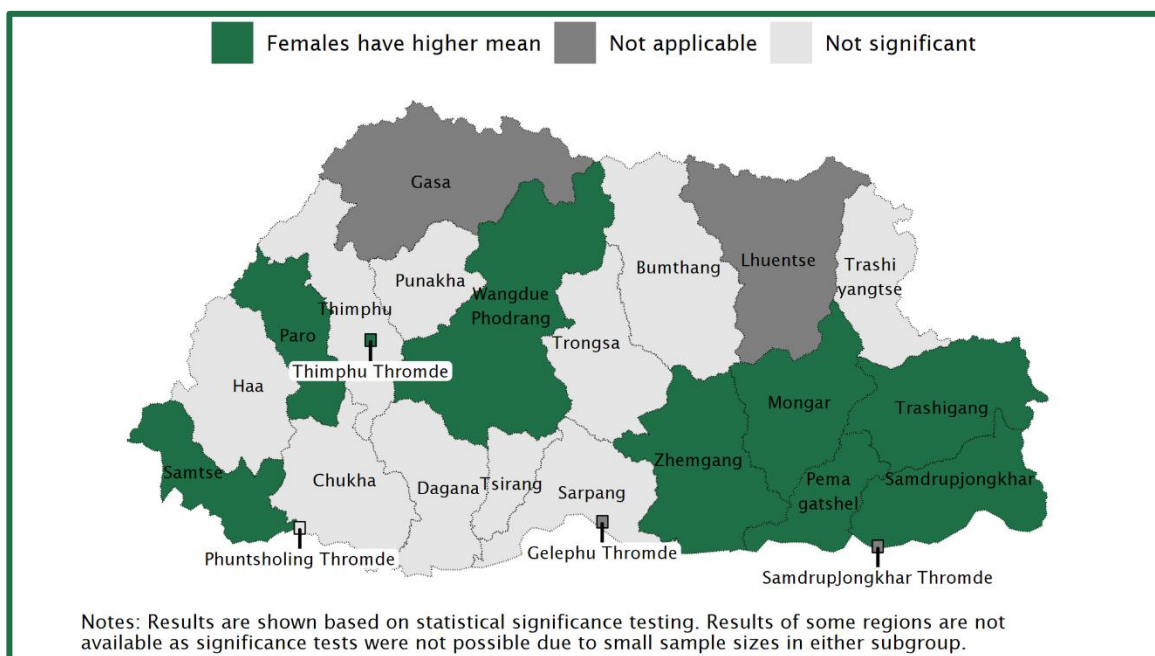 Females have higher mean
Not applicable
Not significant
Gasa
Punakha
Wangdue
Phodrang
Bumthang
Lhuentse
Trashi
yangtse
Thimphu
Paro
Thimphu Thromde
Trongsa
Haa
Mongar
Trashigang
Samtse
Chukha
Dagana
Tsirang
Sarpang
Zhemgang
Pema
gatshel
Samdrupjongkhar
Phuntsholing Thromde
Gelephu Thromde
SamdrupJongkhar Thromde
Notes: Results are shown based on statistical significance testing. Results of some regions are not
available as significance tests were not possible due to small sample sizes in either subgroup.